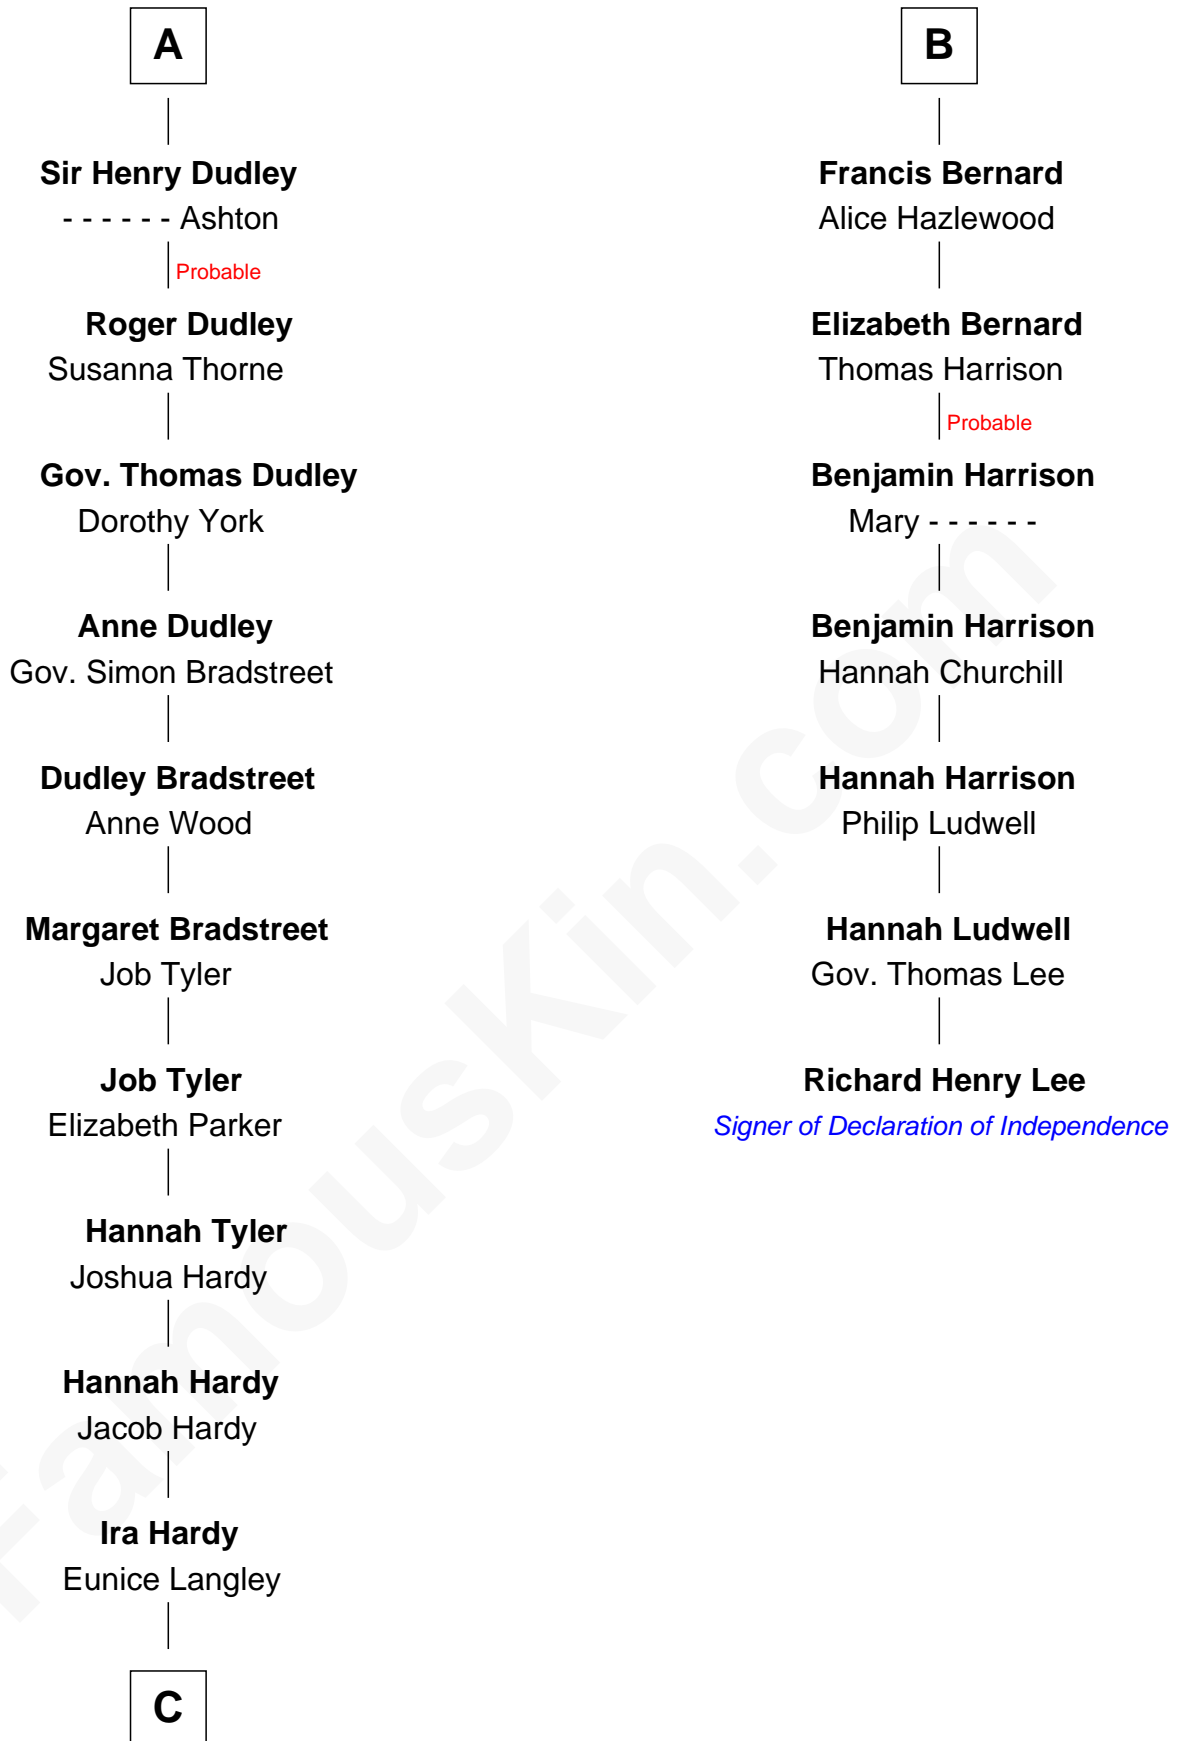 A
Sir Henry Dudley
- - - - - - Ashton
Probable
Roger Dudley
Susanna Thorne
Gov. Thomas Dudley
Dorothy York
Anne Dudley
Gov. Simon Bradstreet
Dudley Bradstreet
Anne Wood
Margaret Bradstreet
Job Tyler
Job Tyler
Elizabeth Parker
Hannah Tyler
Joshua Hardy
Hannah Hardy
Jacob Hardy
Ira Hardy
Eunice Langley
C
B
Francis Bernard
Alice Hazlewood
Elizabeth Bernard
Thomas Harrison
Probable
Benjamin Harrison
Mary - - - - - -
Benjamin Harrison
Hannah Churchill
Hannah Harrison
Philip Ludwell
Hannah Ludwell
Gov. Thomas Lee
Richard Henry Lee
Signer of Declaration of Independence
FamousKin.com